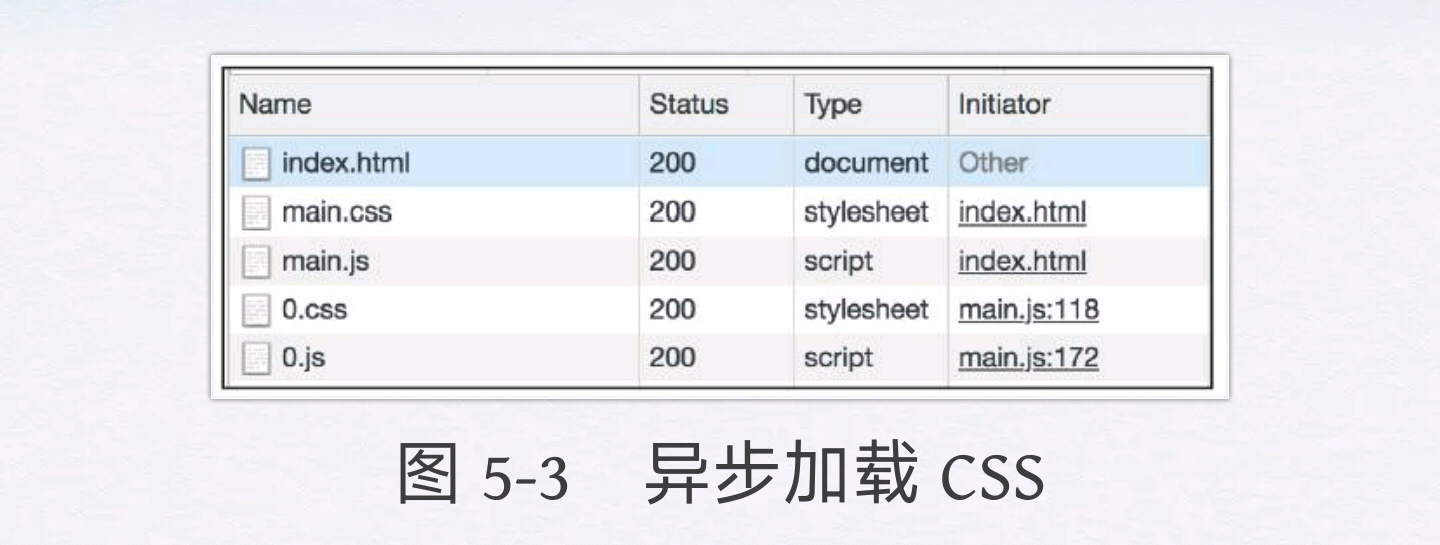 Name Status Type Initiator
index.html 200 document Other
main.css 200 stylesheet index.html
main.js 200 script index.html
0.css 200 stylesheet main.js:118
0.js 200 script main.js:172
图 5-3 异步加载 CSS